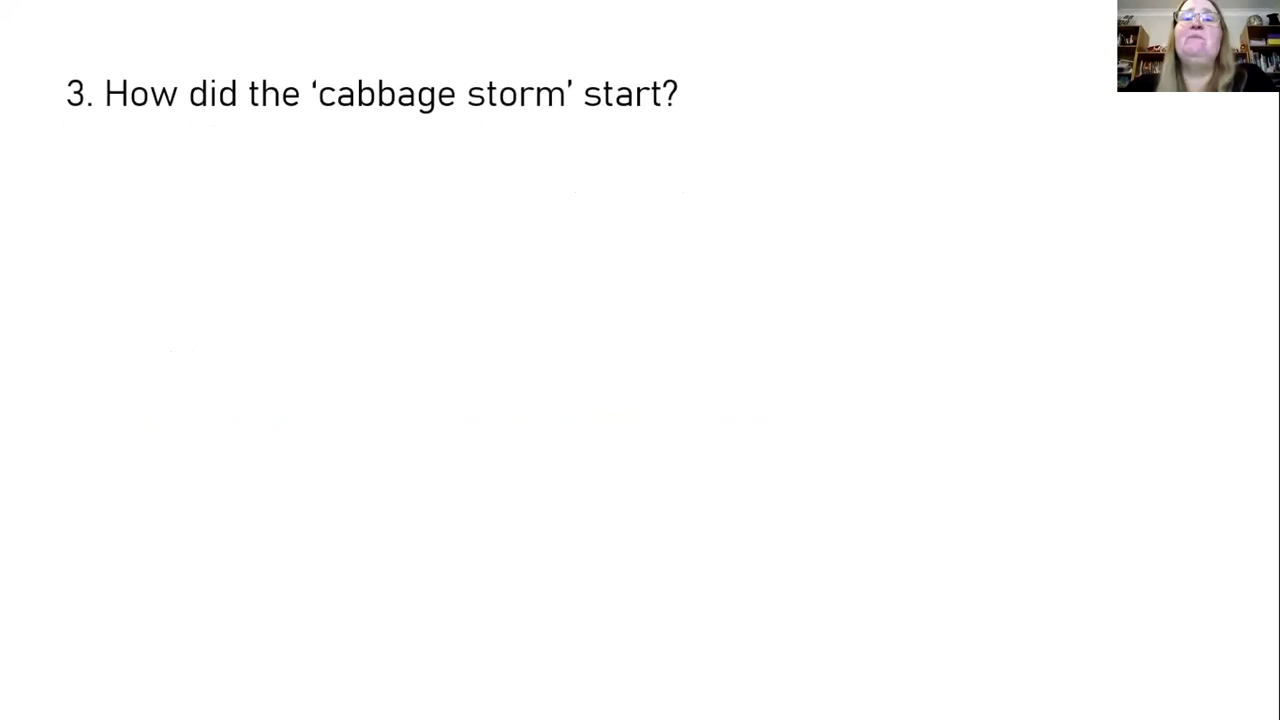 3. How did the ‘cabbage storm’ start?